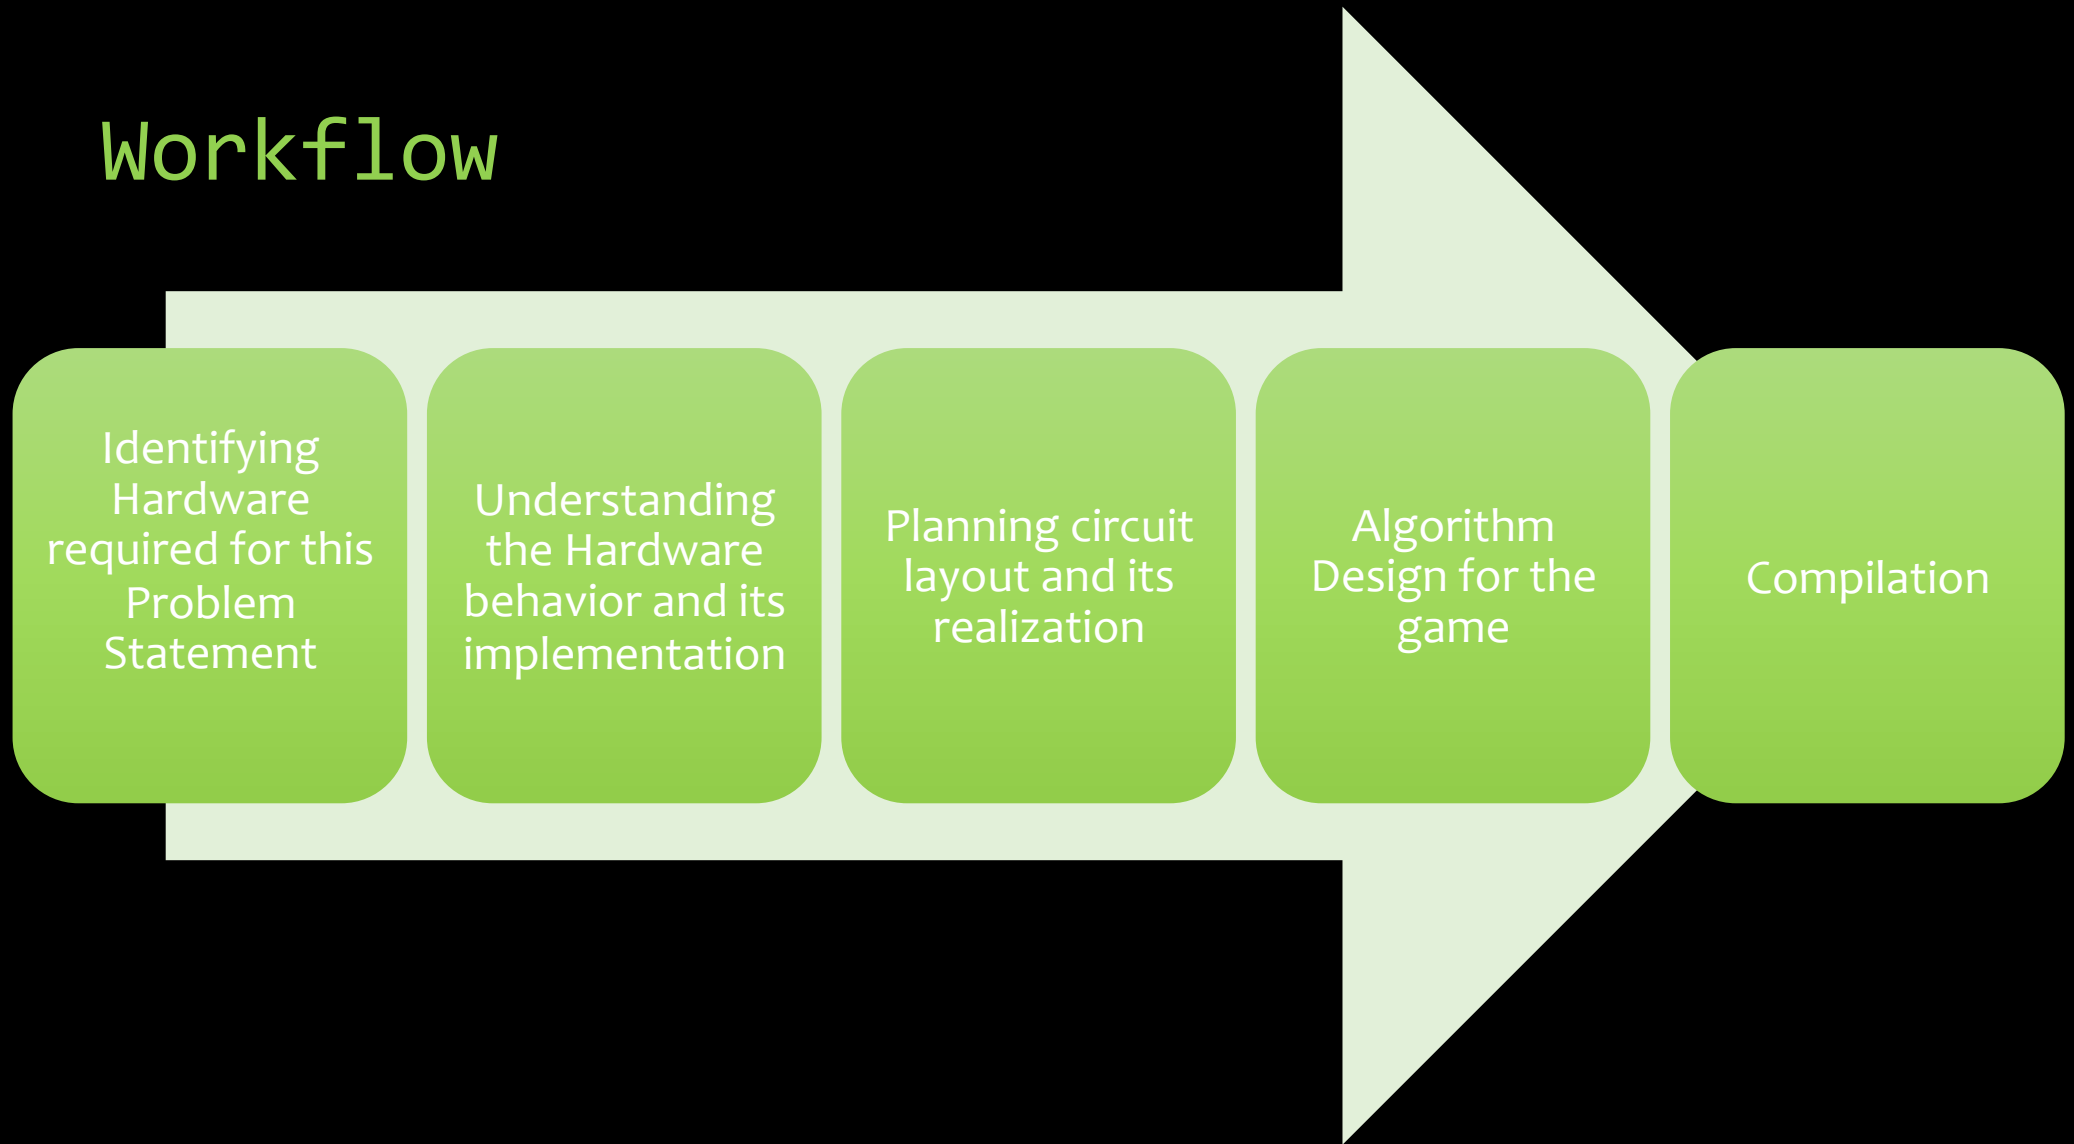 Workflow
Identifying
Hardware
required for this
Problem
Statement
Understanding
the Hardware
behavior and its
implementation
Planning circuit
layout and its
realization
Algorithm
Design for the
game
Compilation